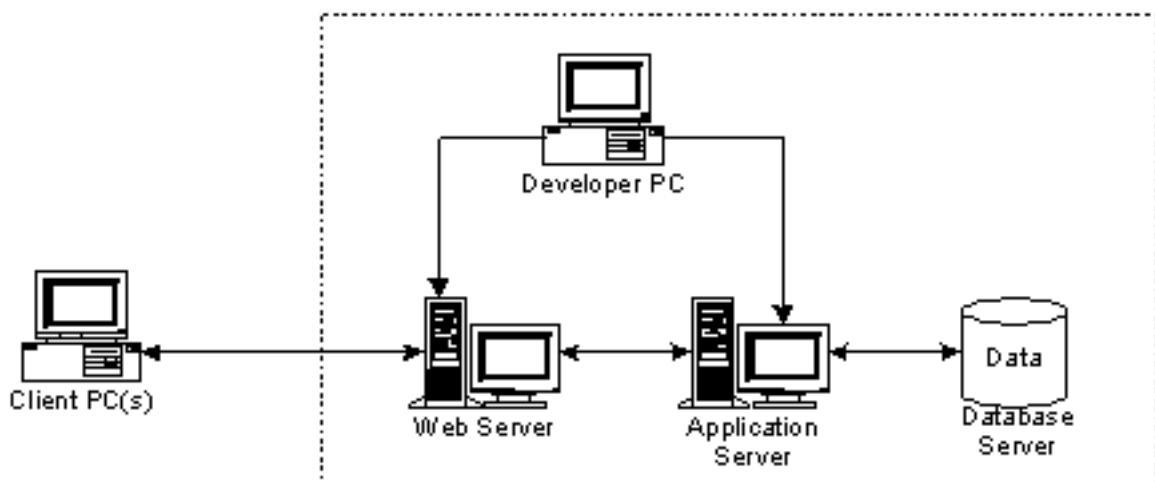 Developer PC
Client PC(s)
Web Server
Application
Server
Data
Database
Server